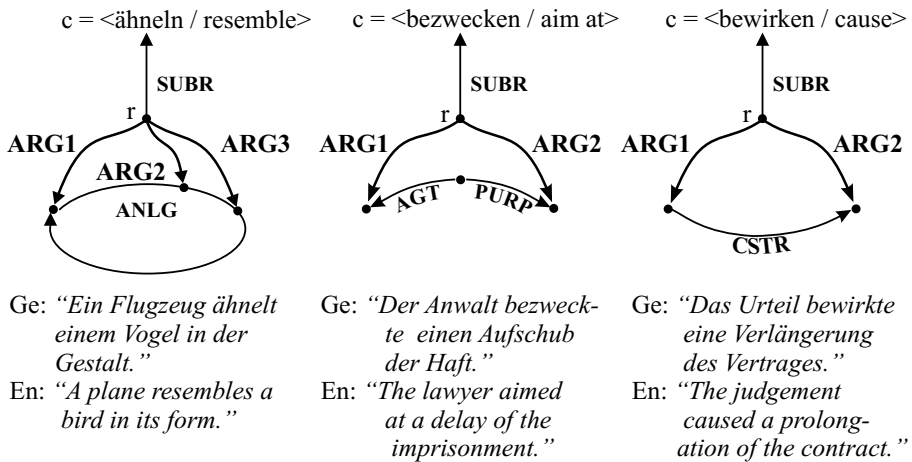 c = <ähneln / resemble>
SUBR
r
ARG1
ARG3
ARG2
ANLG
Ge: “Ein Flugzeug ähnelt
einem Vogel in der
Gestalt.”
En: “A plane resembles a
bird in its form.”
c = <bezwecken / aim at>
SUBR
r
ARG1
ARG2
AGT
PURP
Ge: “Der Anwalt bezweck-
te einen Aufschub
der Haft.”
En: “The lawyer aimed
at a delay of the
imprisonment.”
c = <bewirken / cause>
SUBR
r
ARG1
ARG2
CSTR
Ge: “Das Urteil bewirkte
eine Verlängerung
des Vertrages.”
En: “The judgement
caused a prolong-
ation of the contract.”